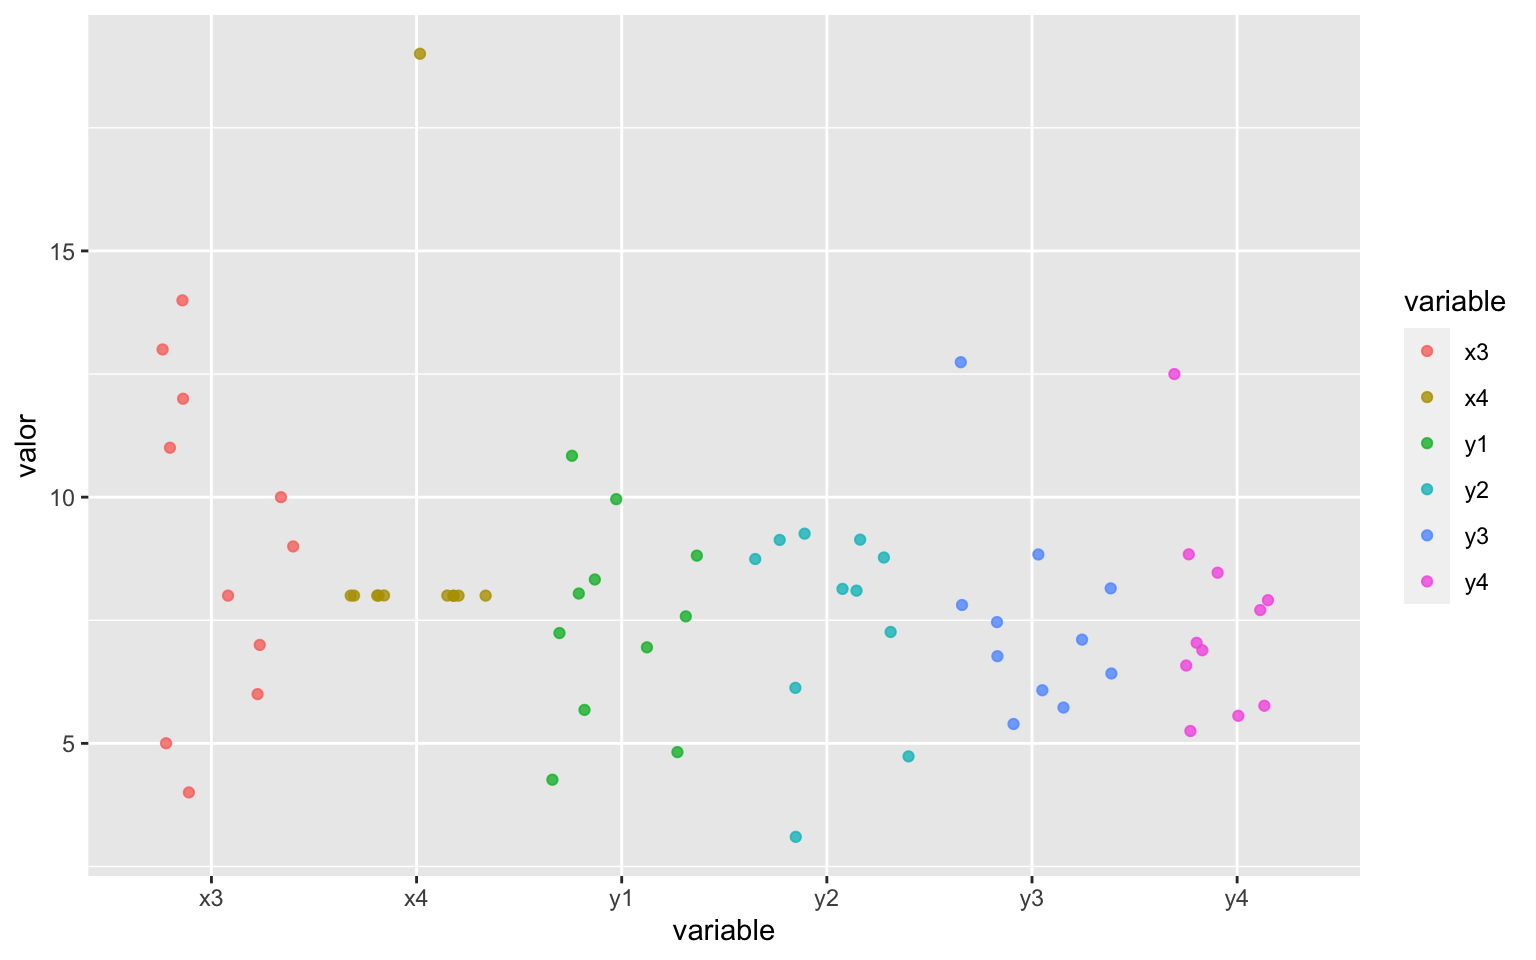 valor
15
10
5
x3 x4 y1 y2 y3 y4
variable
variable
x3
x4
y1
y2
y3
y4